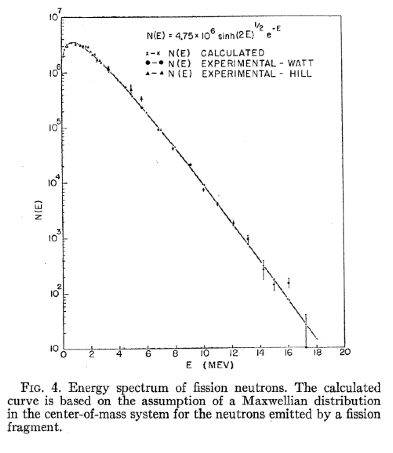 10⁷
N(E) = 4.75×10⁶ sinh(2E)^1/2 e^-E
x-x N(E) CALCULATED
●-● N(E) EXPERIMENTAL - WATT
▲-▲ N(E) EXPERIMENTAL - HILL
10⁶
10⁵
10⁴
N(E)
10³
10²
10
0 2 4 6 8 10 12 14 16 18 20
E (MEV)
FIG. 4. Energy spectrum of fission neutrons. The calculated
curve is based on the assumption of a Maxwellian distribution
in the center-of-mass system for the neutrons emitted by a fission
fragment.